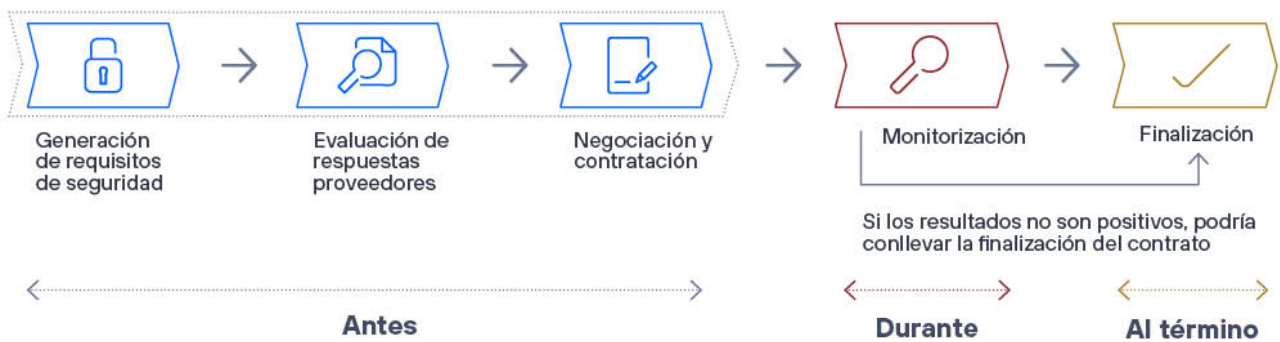 Generación
de requisitos
de seguridad
Evaluación de
respuestas
proveedores
Negociación y
contratación
Monitorización
Finalización
Si los resultados no son positivos, podría
conllevar la finalización del contrato
Antes
Durante
Al término